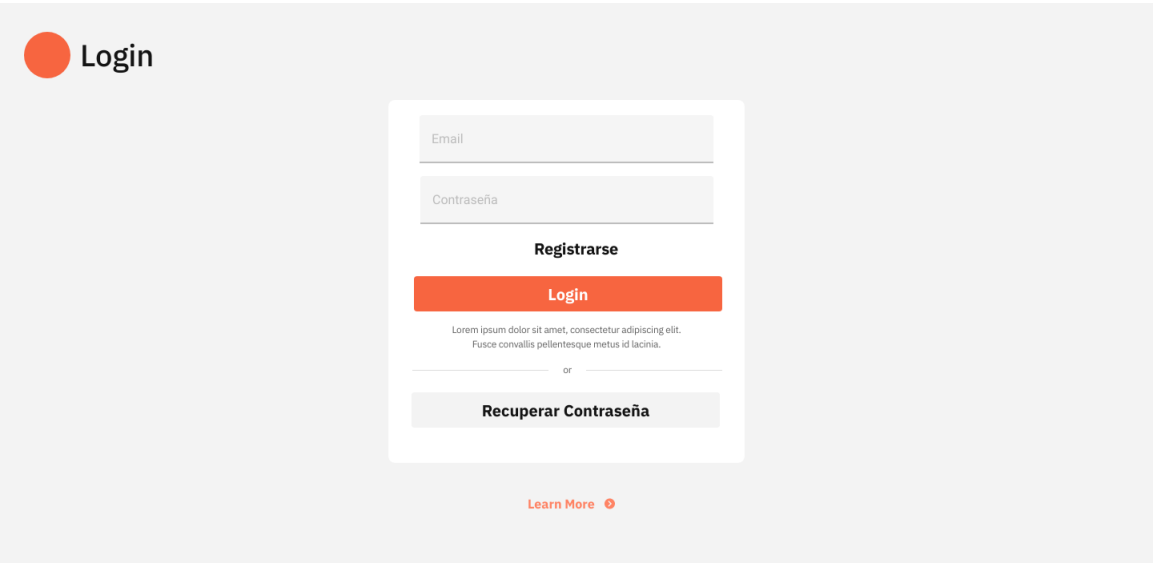 Login
Email
Contraseña
Registrarse
Login
Lorem ipsum dolor sit amet, consectetur adipiscing elit.
Fusce convallis pellentesque metus id lacinia.
or
Recuperar Contraseña
Learn More